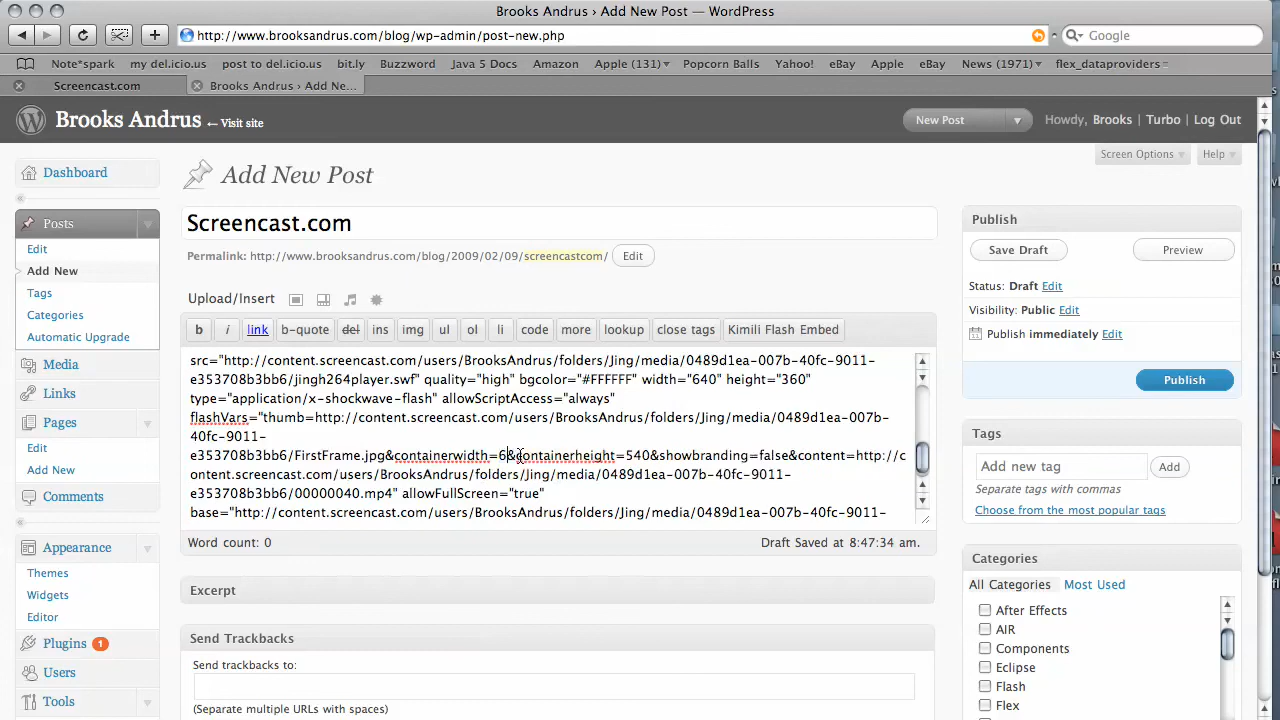 Brooks Andrus › Add New Post — WordPress
http://www.brooksandrus.com/blog/wp-admin/post-new.php
Google
Note*spark my del.icio.us post to del.icio.us bit.ly Buzzword Java 5 Docs Amazon Apple (131) Popcorn Balls Yahoo! eBay Apple eBay News (1971) flex_dataproviders
Screencast.com Brooks Andrus › Add Ne...
Brooks Andrus ← Visit site New Post Howdy, Brooks | Turbo | Log Out
Screen Options Help
Dashboard
Posts
Edit
Add New
Tags
Categories
Automatic Upgrade
Media
Links
Pages
Edit
Add New
Comments
Appearance
Themes
Widgets
Editor
Plugins 1
Users
Tools
Add New Post
Screencast.com
Permalink: http://www.brooksandrus.com/blog/2009/02/09/screencastcom/ Edit
Upload/Insert
b i link b-quote del ins img ul ol li code more lookup close tags Kimili Flash Embed
src="http://content.screencast.com/users/BrooksAndrus/folders/Jing/media/0489d1ea-007b-40fc-9011-
e353708b3bb6/jingh264player.swf" quality="high" bgcolor="#FFFFFF" width="640" height="360"
type="application/x-shockwave-flash" allowScriptAccess="always"
flashVars="thumb=http://content.screencast.com/users/BrooksAndrus/folders/Jing/media/0489d1ea-007b-
40fc-9011-
e353708b3bb6/FirstFrame.jpg&containerwidth=6&containerheight=540&showbranding=false&content=http://c
ontent.screencast.com/users/BrooksAndrus/folders/Jing/media/0489d1ea-007b-40fc-9011-
e353708b3bb6/00000040.mp4" allowFullScreen="true"
base="http://content.screencast.com/users/BrooksAndrus/folders/Jing/media/0489d1ea-007b-40fc-9011-
Word count: 0 Draft Saved at 8:47:34 am.
Excerpt
Send Trackbacks
Send trackbacks to:
(Separate multiple URLs with spaces)
Publish
Save Draft Preview
Status: Draft Edit
Visibility: Public Edit
Publish immediately Edit
Publish
Tags
Add new tag Add
Separate tags with commas
Choose from the most popular tags
Categories
All Categories Most Used
After Effects
AIR
Components
Eclipse
Flash
Flex